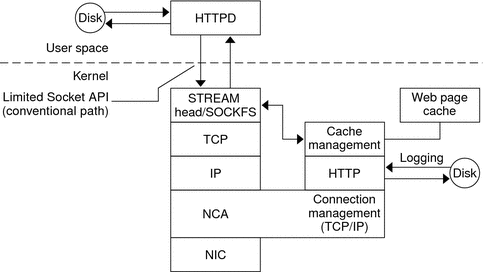 Disk
HTTPD
User space
Kernel
Limited Socket API
(conventional path)
STREAM
head/SOCKFS
TCP
IP
NCA
NIC
Cache
management
HTTP
Connection
management
(TCP/IP)
Web page
cache
Logging
Disk